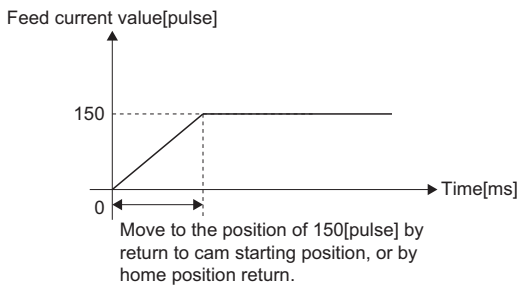 Feed current value[pulse]
150
0
Time[ms]
Move to the position of 150[pulse] by
return to cam starting position, or by
home position return.